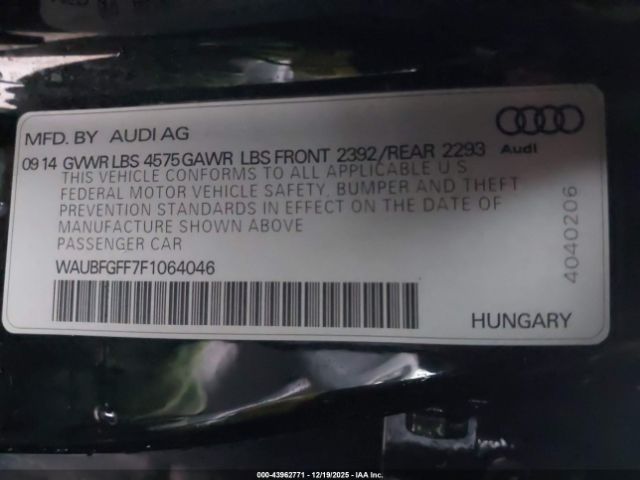 MFD. BY AUDI AG
09 14 GVWR LBS 4575 GAWR LBS FRONT 2392/REAR 2293
Audi
THIS VEHICLE CONFORMS TO ALL APPLICABLE U S
FEDERAL MOTOR VEHICLE SAFETY, BUMPER AND THEFT
PREVENTION STANDARDS IN EFFECT ON THE DATE OF
MANUFACTURE SHOWN ABOVE
PASSENGER CAR
WAUBFGFF7F1064046
4040206
HUNGARY
000-43962771 - 12/19/2025 - IAA Inc.